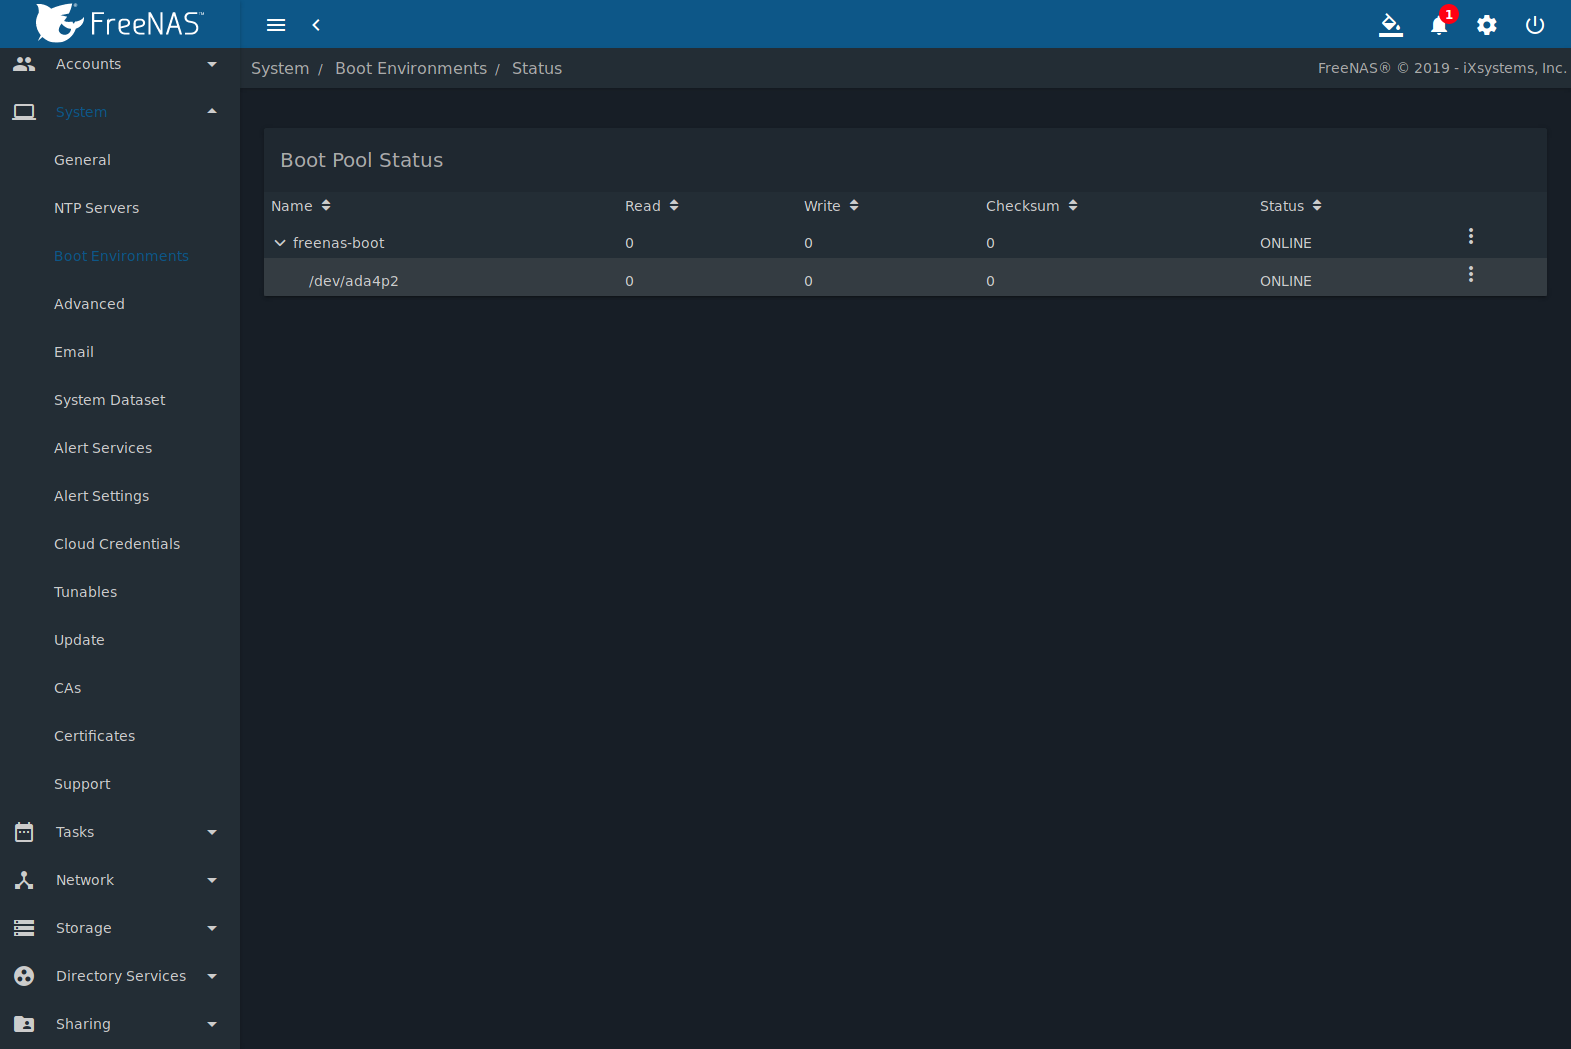 FreeNAS™
1
Accounts
System
General
NTP Servers
Boot Environments
Advanced
Email
System Dataset
Alert Services
Alert Settings
Cloud Credentials
Tunables
Update
CAs
Certificates
Support
Tasks
Network
Storage
Directory Services
Sharing
System / Boot Environments / Status
FreeNAS® © 2019 - iXsystems, Inc.
Boot Pool Status
Name Read Write Checksum Status
freenas-boot 0 0 0 ONLINE
/dev/ada4p2 0 0 0 ONLINE